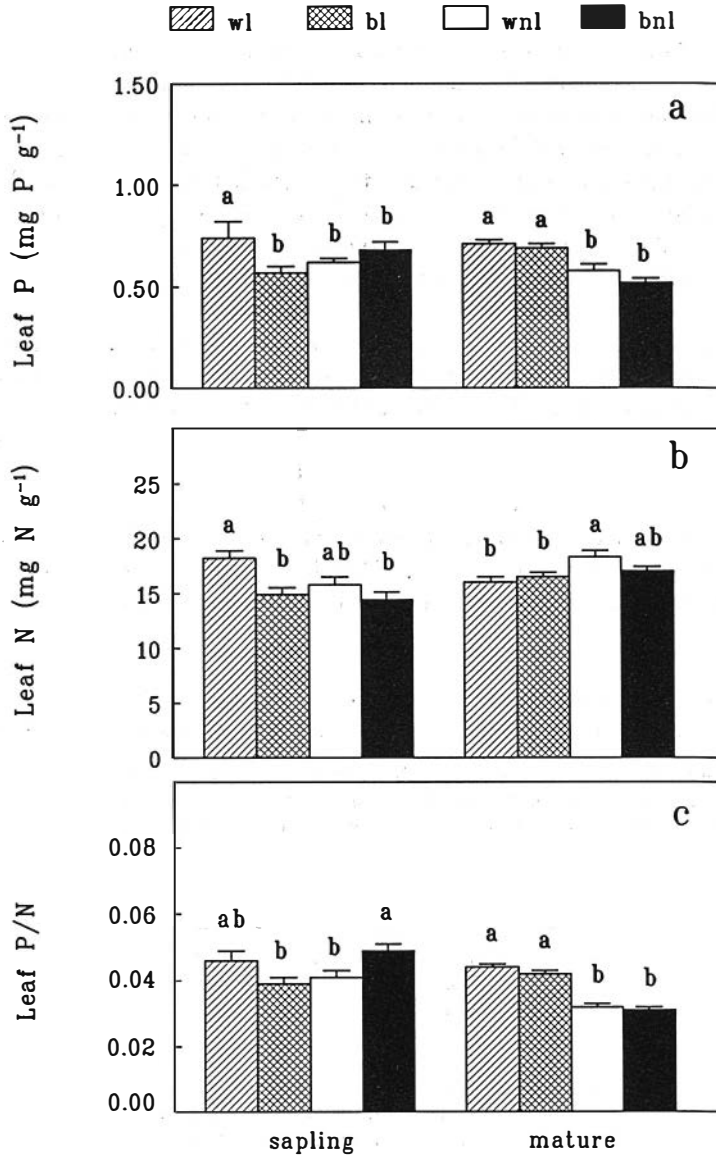 wl bl wnl bnl
a
Leaf P (mg P g⁻¹)
1.50
1.00
0.50
0.00
a b b b a a b b
b
Leaf N (mg N g⁻¹)
25
20
15
10
5
0
a b ab b b b a ab
c
Leaf P/N
0.08
0.06
0.04
0.02
0.00
ab b b a a a b b
sapling mature